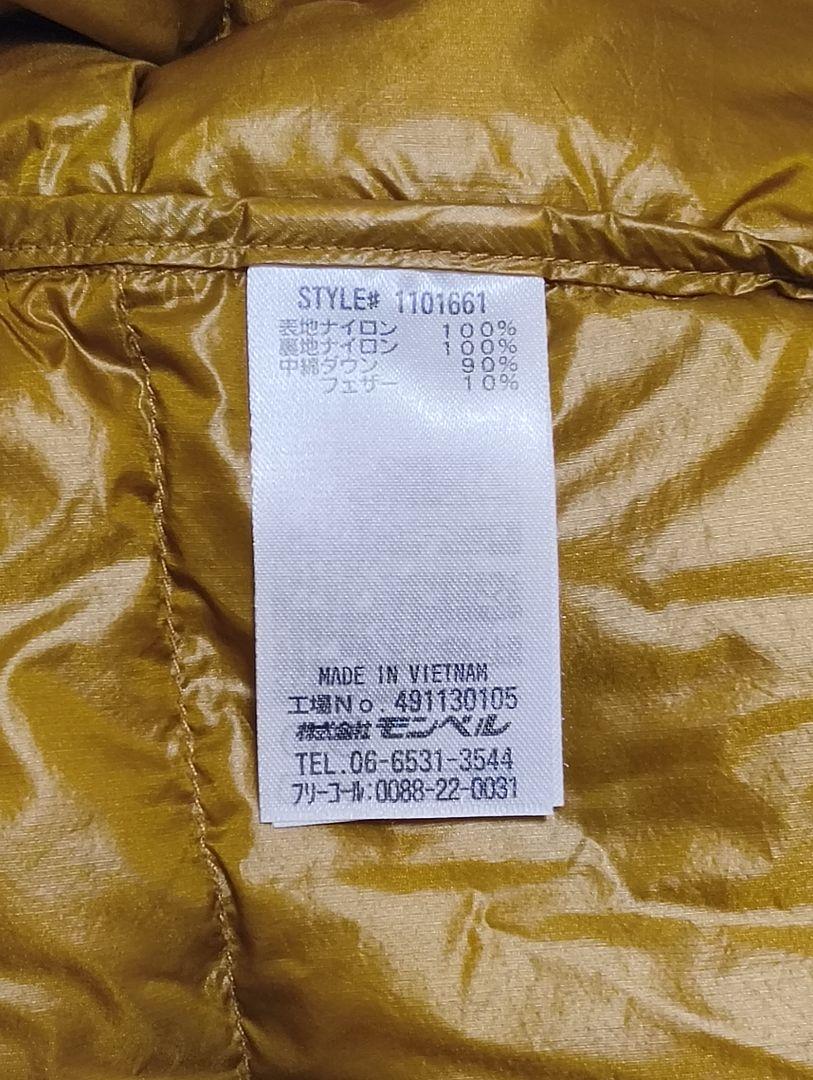 STYLE# 1101661
表地ナイロン 100%
裏地ナイロン 100%
中綿ダウン 90%
フェザー 10%
MADE IN VIETNAM
工場No. 491130105
株式会社 モンベル
TEL.06-6531-3544
フリーコール:0088-22-0031